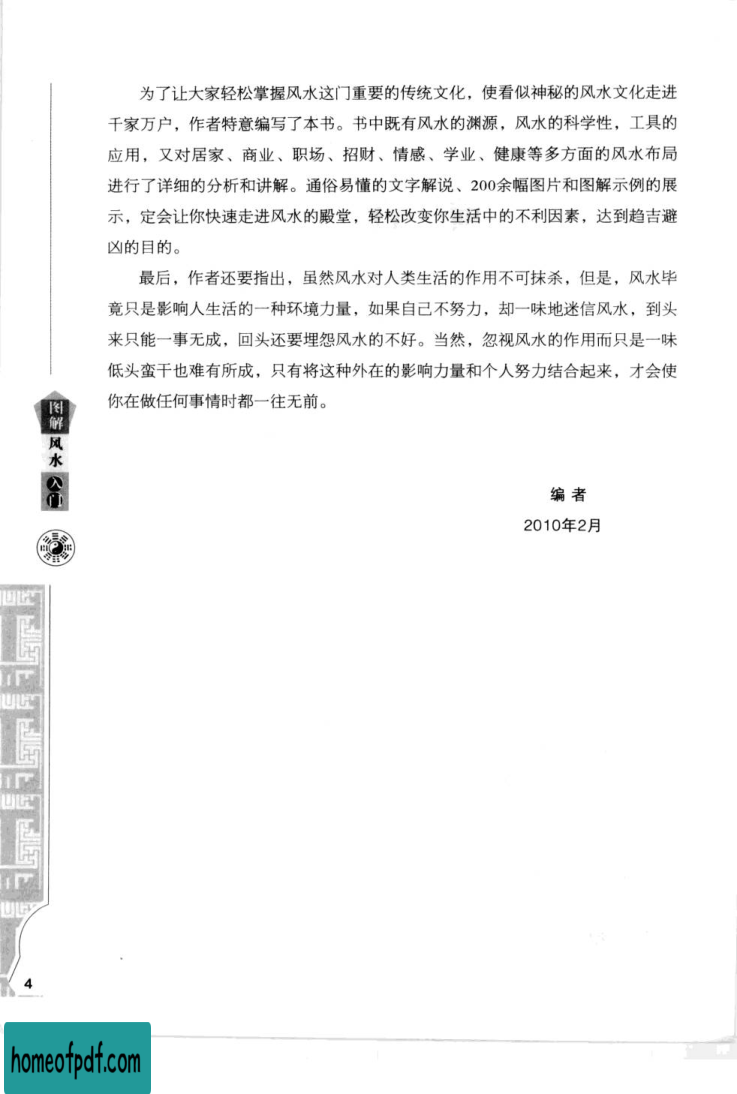 为了让大家轻松掌握风水这门重要的传统文化，使看似神秘的风水文化走进
千家万户，作者特意编写了本书。书中既有风水的渊源，风水的科学性，工具的
应用，又对居家、商业、职场、招财、情感、学业、健康等多方面的风水布局
进行了详细的分析和讲解。通俗易懂的文字解说、200余幅图片和图解示例的展
示，定会让你快速走进风水的殿堂，轻松改变你生活中的不利因素，达到趋吉避
凶的目的。
最后，作者还要指出，虽然风水对人类生活的作用不可抹杀，但是，风水毕
竟只是影响人生活的一种环境力量，如果自己不努力，却一味地迷信风水，到头
来只能一事无成，回头还要埋怨风水的不好。当然，忽视风水的作用而只是一味
低头蛮干也难有所成，只有将这种外在的影响力量和个人努力结合起来，才会使
你在做任何事情时都一往无前。
编 者
2010年2月
图解
风水
入门
4
homeofpdf.com